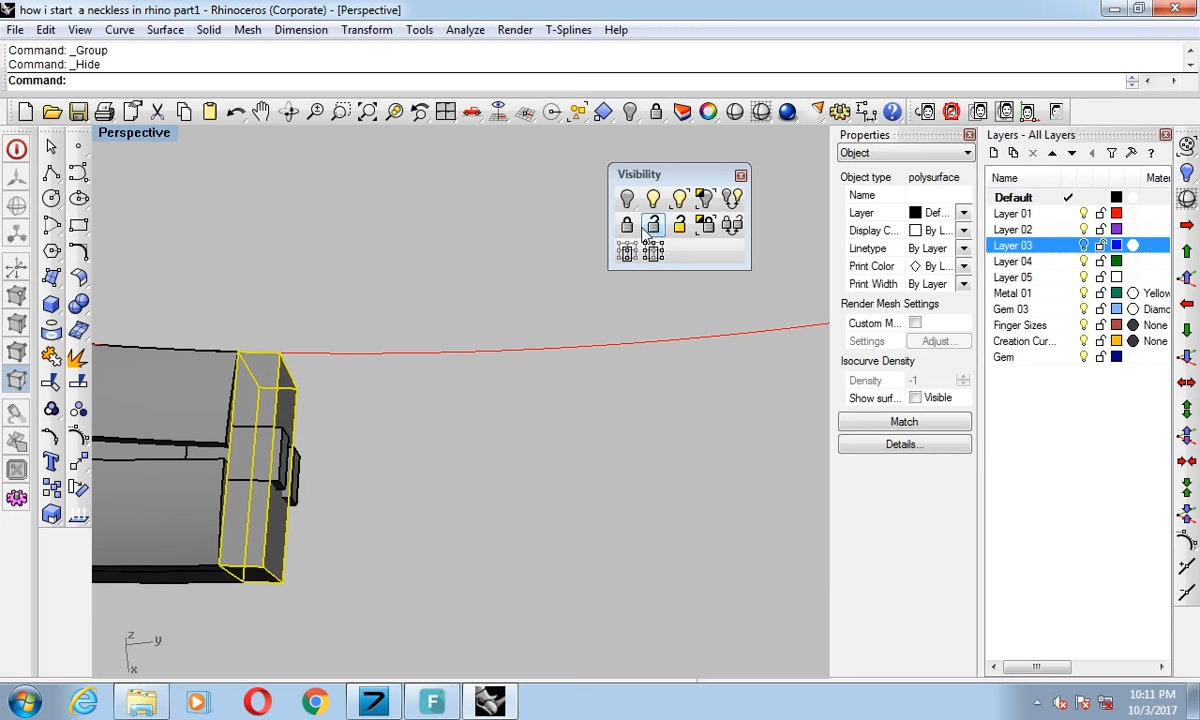 how i start  a neckless in rhino part1 - Rhinoceros (Corporate) - [Perspective]
File Edit View Curve Surface Solid Mesh Dimension Transform Tools Analyze Render T-Splines Help
Command: _Group
Command: _Hide
Command:
Perspective
Visibility
Properties
Object
Object type polysurface
Name
Layer Def...
Display C... By L...
Linetype By Layer
Print Color By L...
Print Width By Layer
Render Mesh Settings
Custom M...
Settings Adjust...
Isocurve Density
Density -1
Show surf... Visible
Match
Details...
Layers - All Layers
Name Mater
Default
Layer 01
Layer 02
Layer 03
Layer 04
Layer 05
Metal 01 Yellow
Gem 03 Diamo
Finger Sizes None
Creation Cur... None
Gem
z
y
x
10:11 PM
10/3/2017